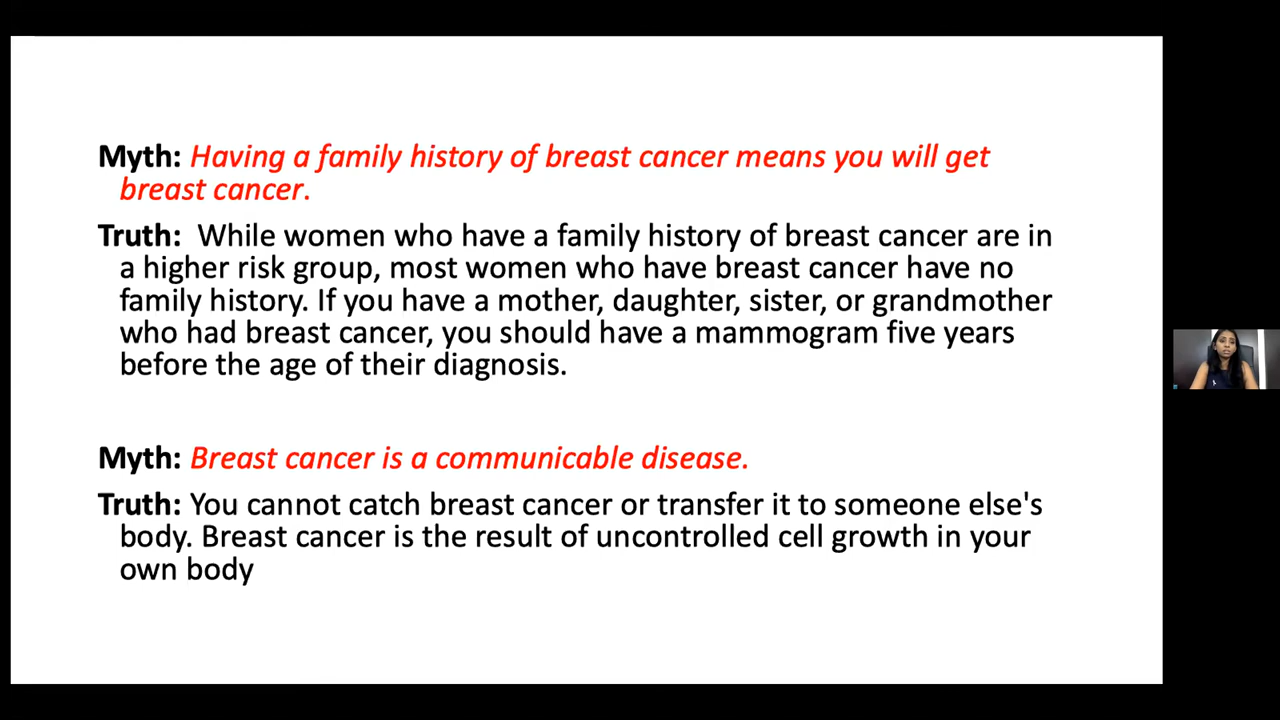 Myth: Having a family history of breast cancer means you will get
breast cancer.
Truth:  While women who have a family history of breast cancer are in
a higher risk group, most women who have breast cancer have no
family history. If you have a mother, daughter, sister, or grandmother
who had breast cancer, you should have a mammogram five years
before the age of their diagnosis.
Myth: Breast cancer is a communicable disease.
Truth: You cannot catch breast cancer or transfer it to someone else's
body. Breast cancer is the result of uncontrolled cell growth in your
own body